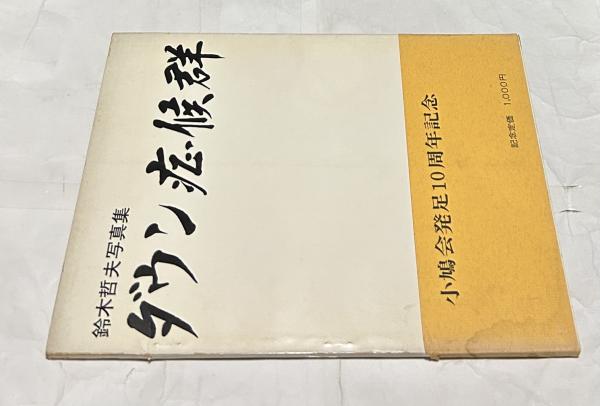 鈴木哲夫写真集
ダウン症候群
小鳩会発足10周年記念
記念定価 1,000円